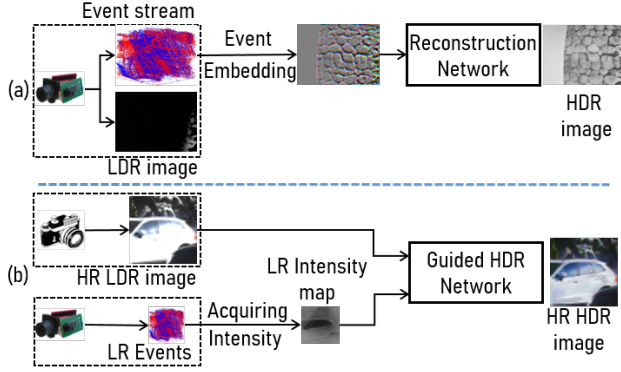 Event stream
(a)
LDR image
Event
Embedding
Reconstruction
Network
HDR
image
(b)
HR LDR image
LR Events
Acquiring
Intensity
LR Intensity
map
Guided HDR
Network
HR HDR
image